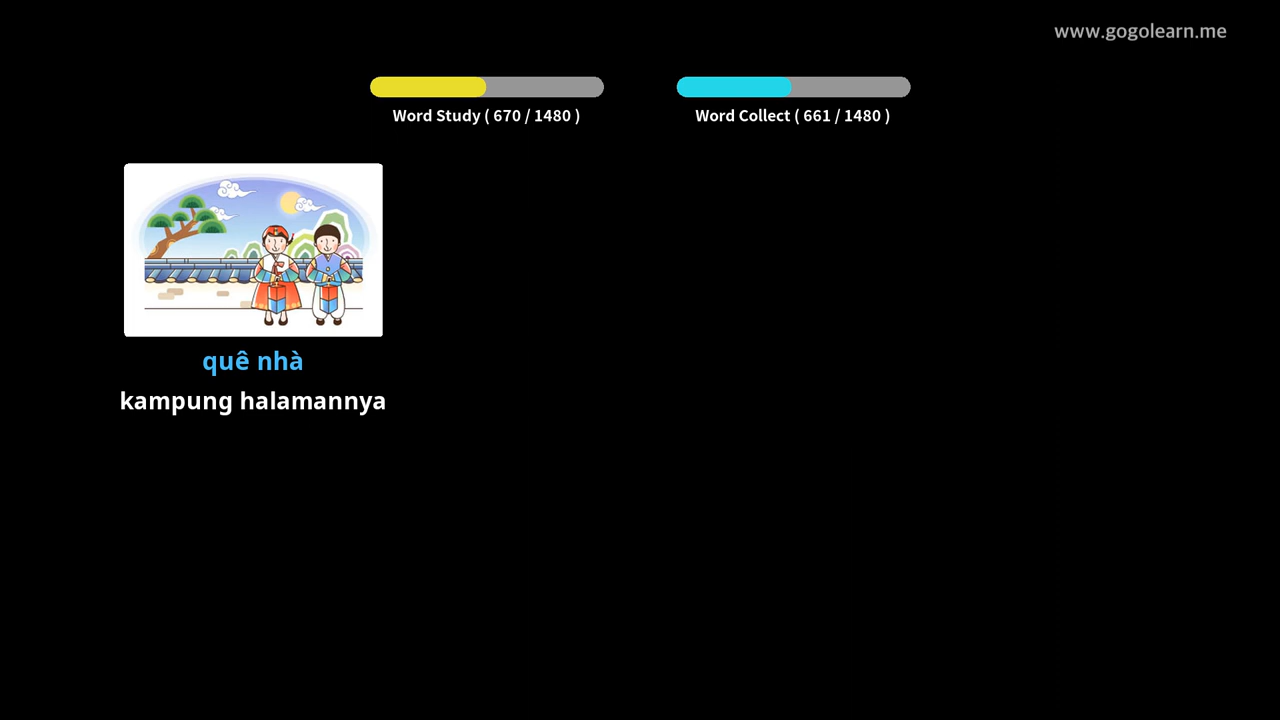 www.gogolearn.me
Word Study ( 670 / 1480 )
Word Collect ( 661 / 1480 )
quê nhà
kampung halamannya